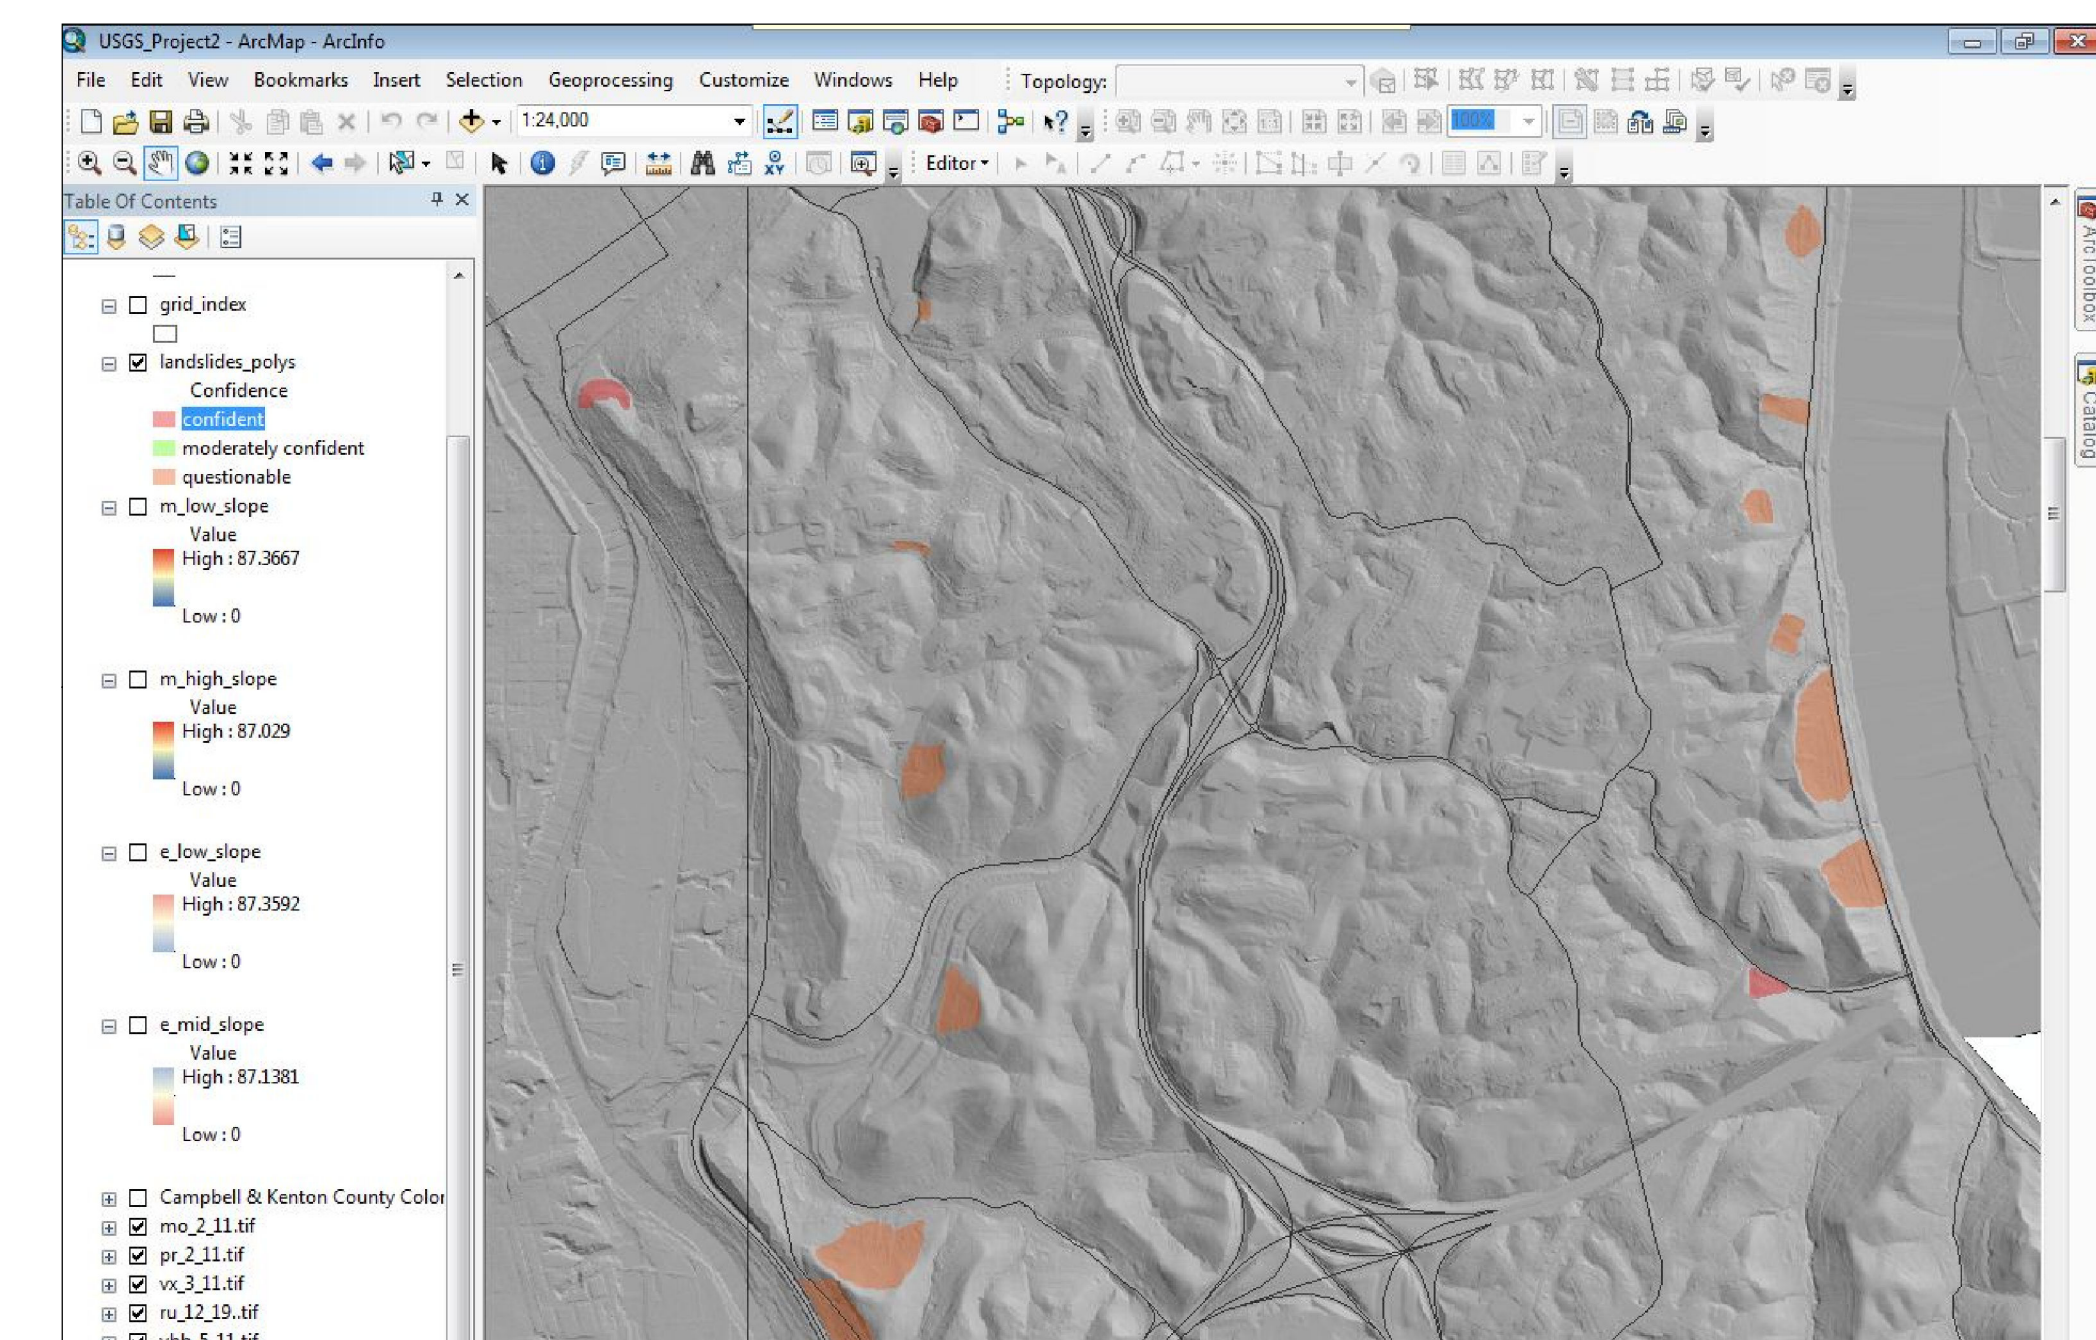 USGS_Project2 - ArcMap - ArcInfo
File Edit View Bookmarks Insert Selection Geoprocessing Customize Windows Help Topology:
1:24,000
100%
Editor
Table Of Contents
ArcToolbox
Catalog
grid_index
landslides_polys
Confidence
confident
moderately confident
questionable
m_low_slope
Value
High : 87.3667
Low : 0
m_high_slope
Value
High : 87.029
Low : 0
e_low_slope
Value
High : 87.3592
Low : 0
e_mid_slope
Value
High : 87.1381
Low : 0
Campbell & Kenton County Color
mo_2_11.tif
pr_2_11.tif
vx_3_11.tif
ru_12_19..tif